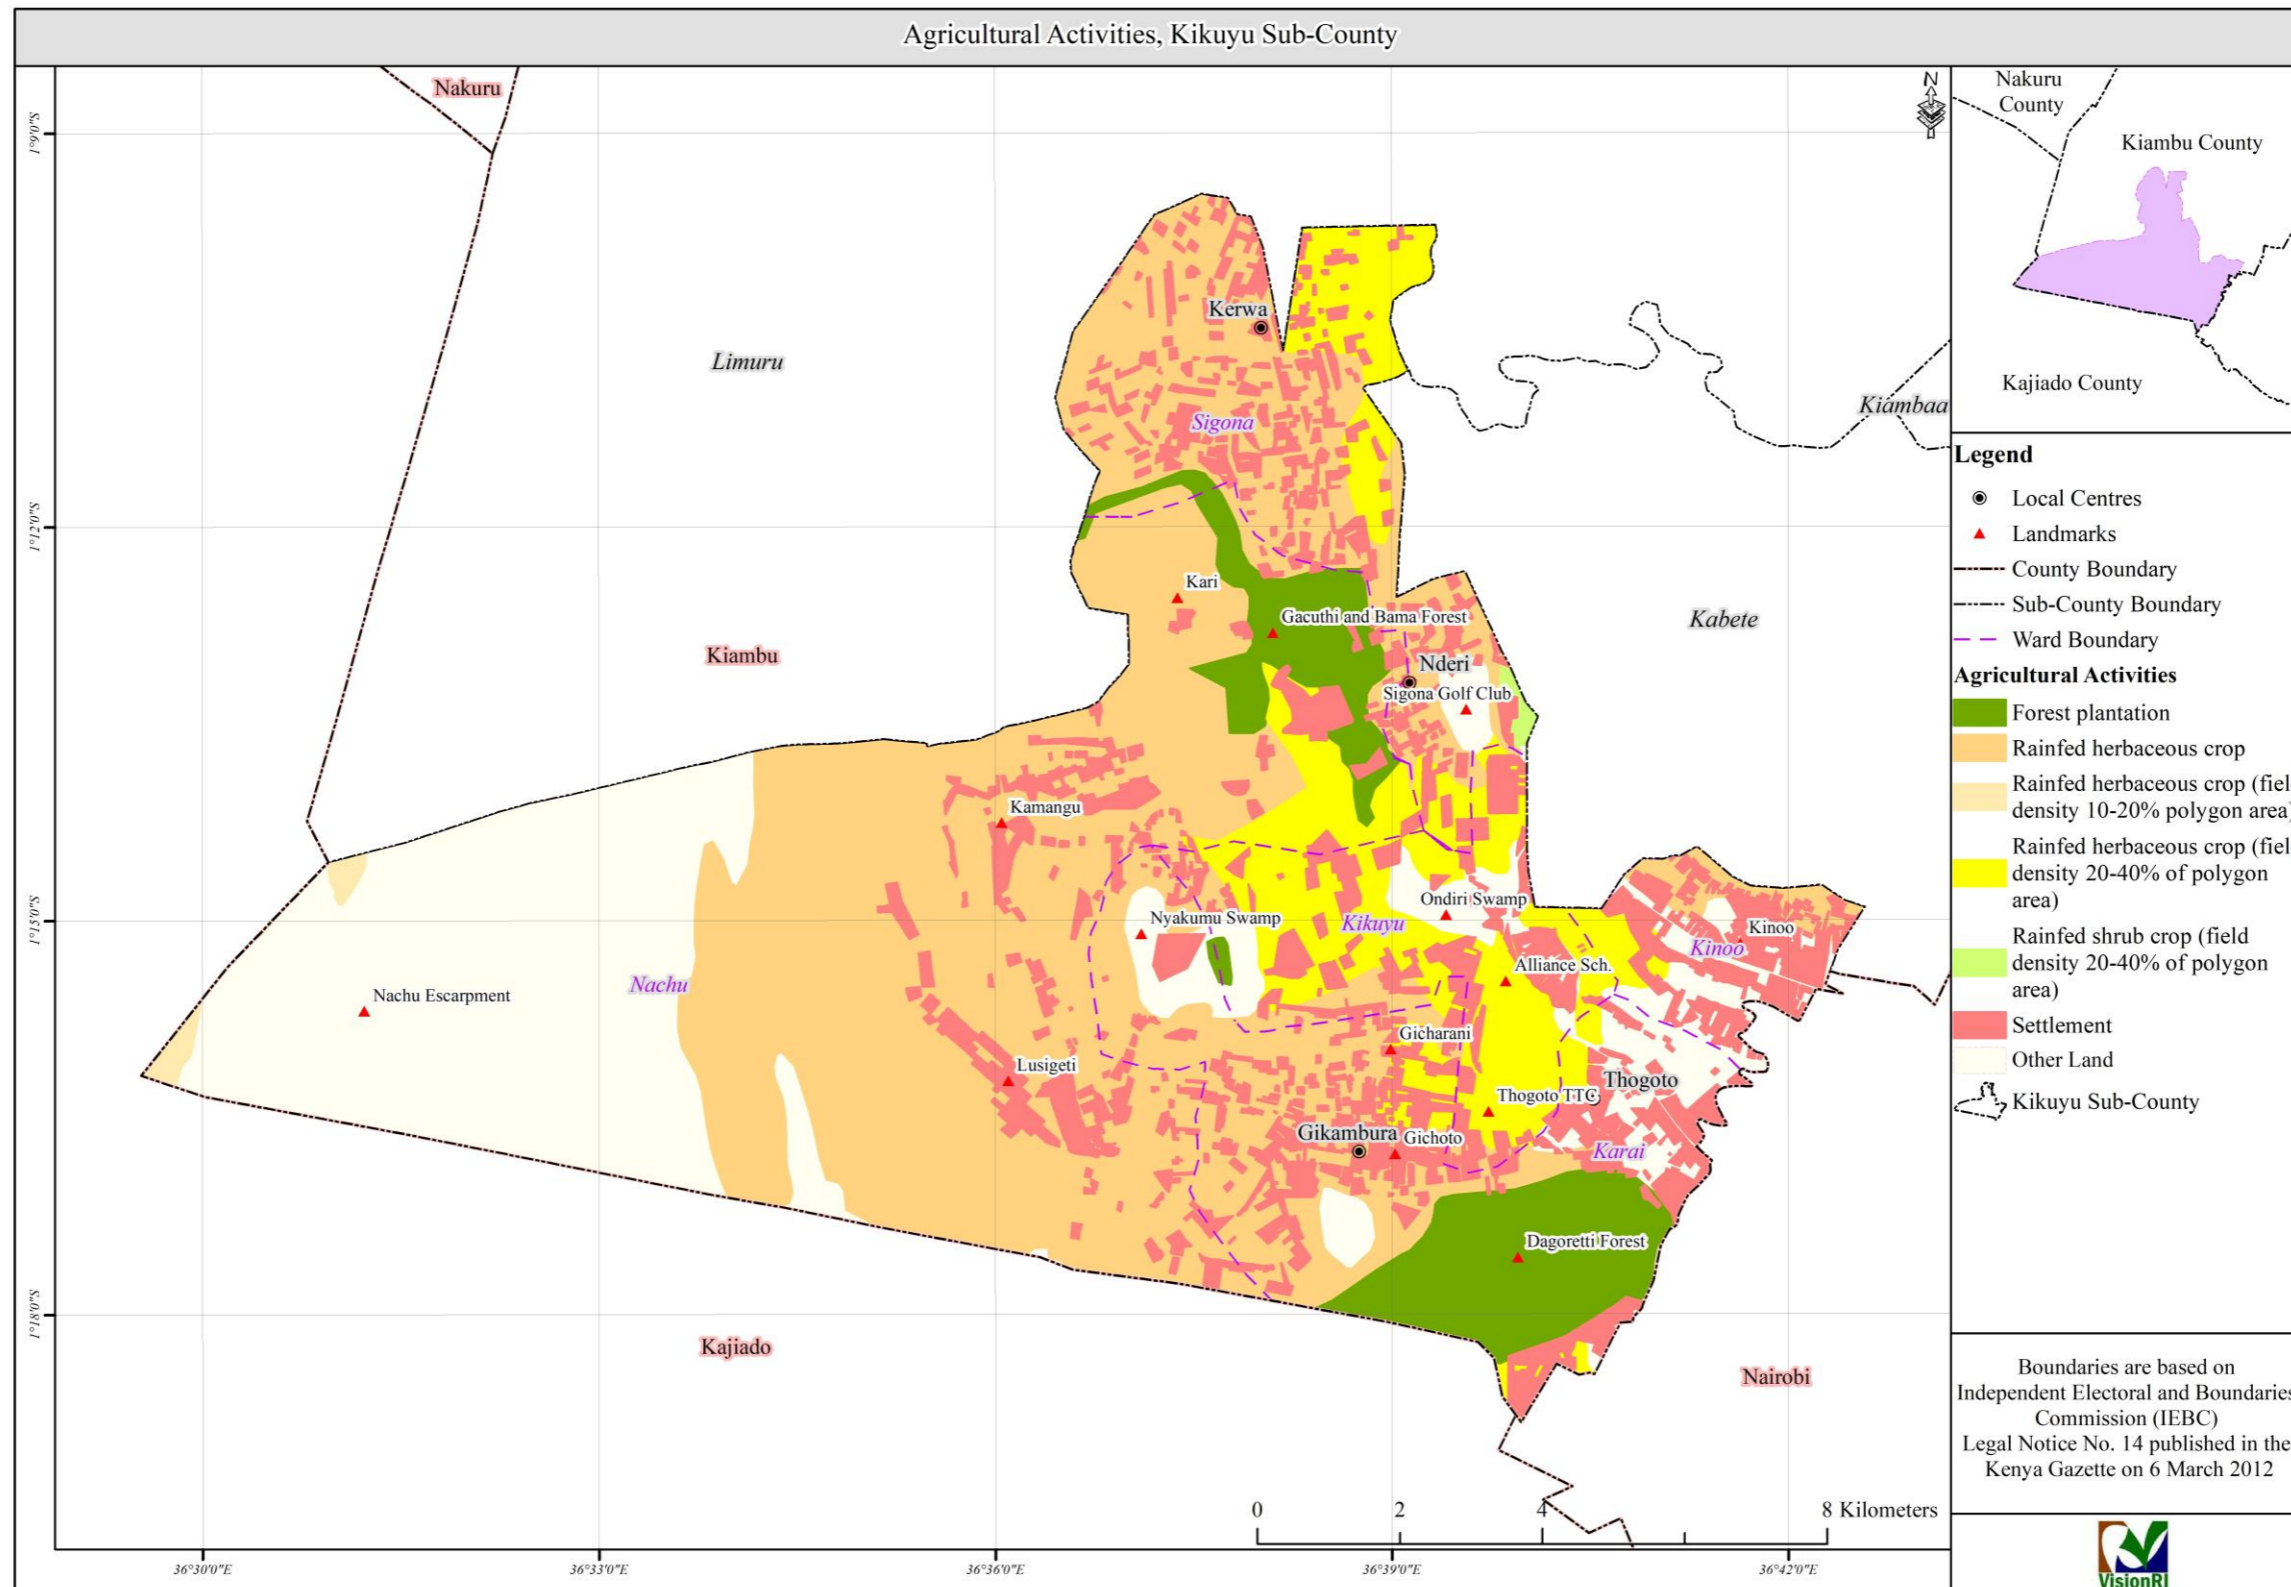 Agricultural Activities, Kikuyu Sub-County
Nakuru
Limuru
Kiambu
Kerwa
Sigona
Kiambaa
Kabete
Kari
Gacuthi and Bama Forest
Nderi
Sigona Golf Club
Kamangu
Nyakumu Swamp
Ondiri Swamp
Kikuyu
Kinoo
Kinoo
Alliance Sch.
Nachu
Nachu Escarpment
Gicharani
Lusigeti
Thogoto
Thogoto TTC
Gikambura
Gichoto
Karai
Dagoretti Forest
Kajiado
Nairobi
1°9'0"S
1°12'0"S
1°15'0"S
1°18'0"S
36°30'0"E
36°33'0"E
36°36'0"E
36°39'0"E
36°42'0"E
0 2 4 8 Kilometers
N
Nakuru
County
Kiambu County
Kajiado County
Legend
Local Centres
Landmarks
County Boundary
Sub-County Boundary
Ward Boundary
Agricultural Activities
Forest plantation
Rainfed herbaceous crop
Rainfed herbaceous crop (fiel
density 10-20% polygon area)
Rainfed herbaceous crop (fiel
density 20-40% of polygon
area)
Rainfed shrub crop (field
density 20-40% of polygon
area)
Settlement
Other Land
Kikuyu Sub-County
Boundaries are based on
Independent Electoral and Boundaries
Commission (IEBC)
Legal Notice No. 14 published in the
Kenya Gazette on 6 March 2012
VisionRI